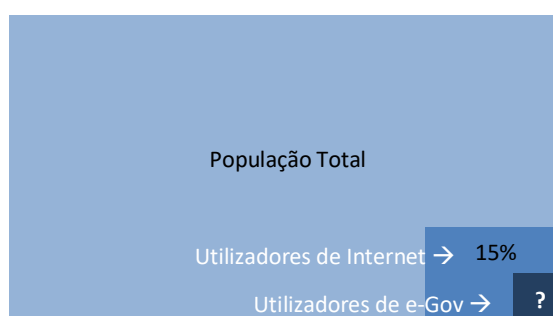 População Total
Utilizadores de Internet → 15%
Utilizadores de e-Gov → ?